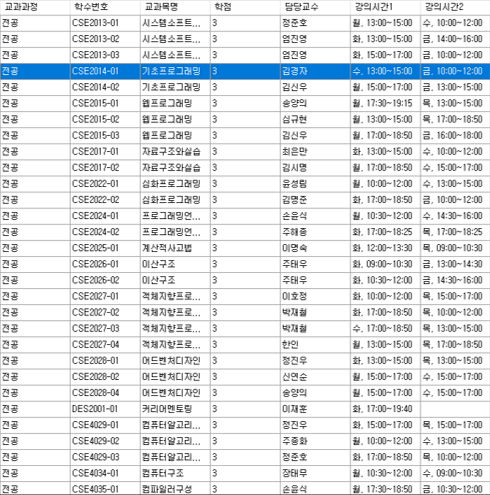 교과과정 학수번호 교과목명 학점 담당교수 강의시간1 강의시간2
전공 CSE2013-01 시스템소프트... 3 정준호 월, 13:00~15:00 수, 10:00~12:00
전공 CSE2013-02 시스템소프트... 3 엄진영 화, 13:00~15:00 금, 14:00~16:00
전공 CSE2013-03 시스템소프트... 3 엄진영 화, 15:00~17:00 금, 10:00~12:00
전공 CSE2014-01 기초프로그래밍 3 김경자 수, 13:00~15:00 금, 10:00~12:00
전공 CSE2014-02 기초프로그래밍 3 김신우 월, 15:00~17:00 금, 13:00~15:00
전공 CSE2015-01 웹프로그래밍 3 송양의 월, 17:30~19:15 목, 13:00~15:00
전공 CSE2015-02 웹프로그래밍 3 심규현 월, 13:00~15:00 목, 17:00~18:50
전공 CSE2015-03 웹프로그래밍 3 김신우 월, 17:00~18:50 금, 16:00~18:00
전공 CSE2017-01 자료구조와실습 3 최은만 화, 13:00~15:00 수, 10:00~12:00
전공 CSE2017-02 자료구조와실습 3 김시명 월, 17:00~18:50 수, 15:00~17:00
전공 CSE2022-01 심화프로그래밍 3 윤성림 월, 10:00~12:00 수, 13:00~15:00
전공 CSE2022-02 심화프로그래밍 3 김명준 화, 17:00~18:50 금, 10:00~12:00
전공 CSE2024-01 프로그래밍언... 3 손윤식 월, 10:30~12:00 수, 14:30~16:00
전공 CSE2024-02 프로그래밍언... 3 주해종 화, 17:00~18:25 목, 17:00~18:25
전공 CSE2025-01 계산적사고법 3 이명숙 화, 12:00~13:30 목, 09:00~10:30
전공 CSE2026-01 이산구조 3 주태우 화, 09:00~10:30 금, 13:00~14:30
전공 CSE2026-02 이산구조 3 주태우 화, 10:30~12:00 금, 14:30~16:00
전공 CSE2027-01 객체지향프로... 3 이호정 화, 10:00~12:00 목, 15:00~17:00
전공 CSE2027-02 객체지향프로... 3 박재철 화, 17:00~18:50 목, 10:00~12:00
전공 CSE2027-03 객체지향프로... 3 박재철 수, 17:00~18:50 목, 13:00~15:00
전공 CSE2027-04 객체지향프로... 3 한인 월, 13:00~15:00 목, 17:00~18:50
전공 CSE2028-01 어드벤처디자인 3 정진우 화, 13:00~15:00 목, 13:00~15:00
전공 CSE2028-02 어드벤처디자인 3 신연순 월, 15:00~17:00 수, 15:00~17:00
전공 CSE2028-04 어드벤처디자인 3 송양의 월, 15:00~17:00 수, 15:00~17:00
전공 DES2001-01 커리어멘토링 3 이재훈 화, 17:00~19:40
전공 CSE4029-01 컴퓨터알고리... 3 정진우 화, 15:00~17:00 목, 15:00~17:00
전공 CSE4029-02 컴퓨터알고리... 3 주종화 월, 10:00~12:00 수, 13:00~15:00
전공 CSE4029-03 컴퓨터알고리... 3 정준호 화, 17:00~18:50 목, 10:00~12:00
전공 CSE4034-01 컴퓨터구조 3 장태무 월, 10:30~12:00 수, 09:00~10:30
전공 CSE4035-01 컴파일러구성 3 손윤식 월, 17:30~18:50 금, 10:30~12:00